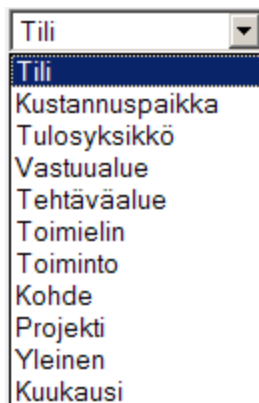 Tili
Tili
Kustannuspaikka
Tulosyksikkö
Vastuualue
Tehtäväalue
Toimielin
Toiminto
Kohde
Projekti
Yleinen
Kuukausi